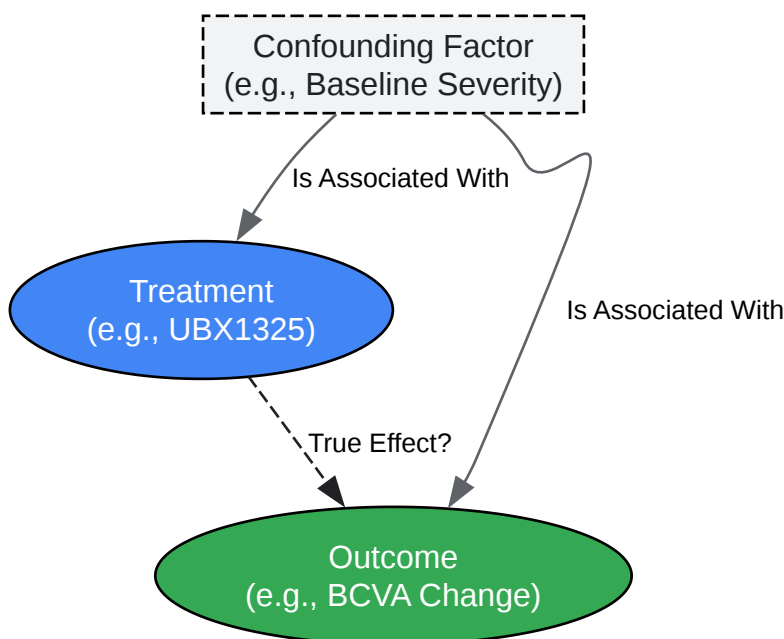 Confounding Factor
(e.g., Baseline Severity)
Is Associated With
Treatment
(e.g., UBX1325)
Is Associated With
True Effect?
Outcome
(e.g., BCVA Change)